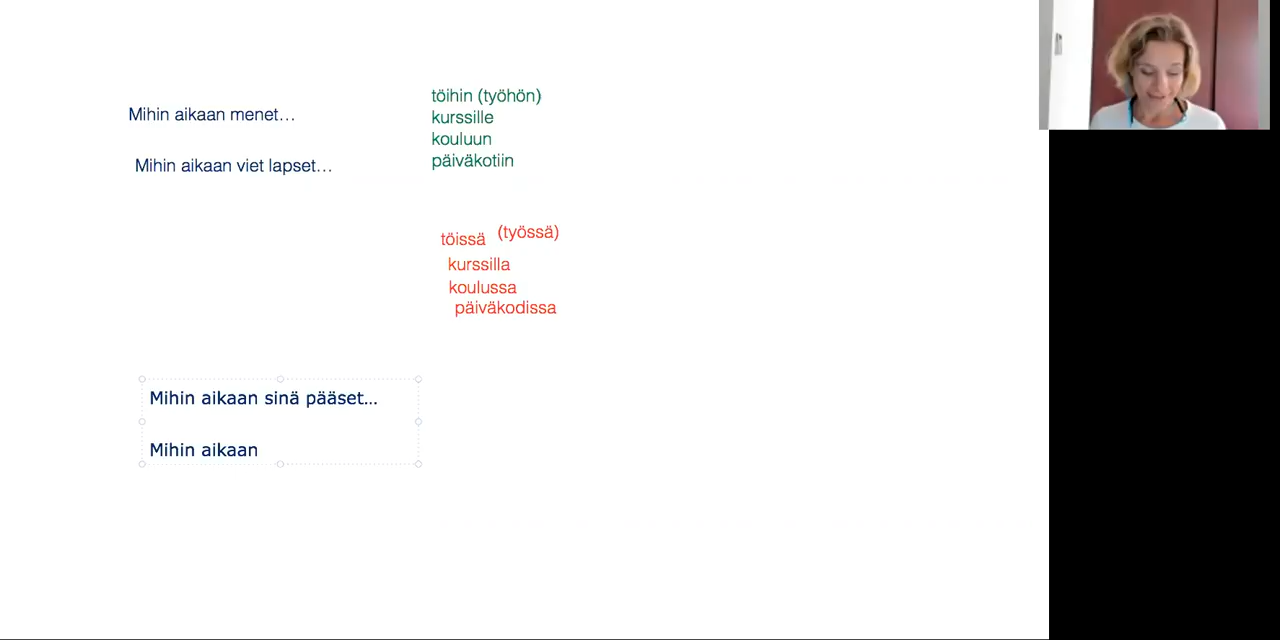 Mihin aikaan menet...
Mihin aikaan viet lapset...
töihin (työhön)
kurssille
kouluun
päiväkotiin
töissä (työssä)
kurssilla
koulussa
päiväkodissa
Mihin aikaan sinä pääset...
Mihin aikaan